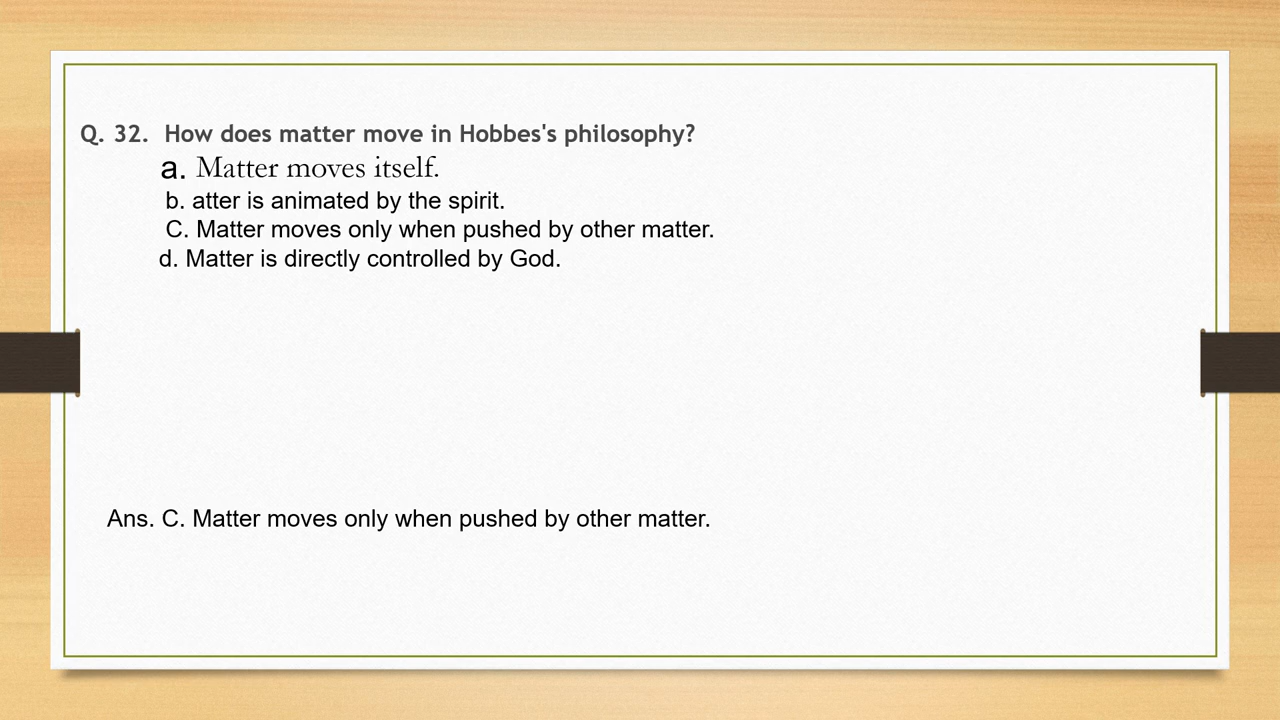 Q. 32. How does matter move in Hobbes's philosophy?
a. Matter moves itself.
b. atter is animated by the spirit.
C. Matter moves only when pushed by other matter.
d. Matter is directly controlled by God.
Ans. C. Matter moves only when pushed by other matter.